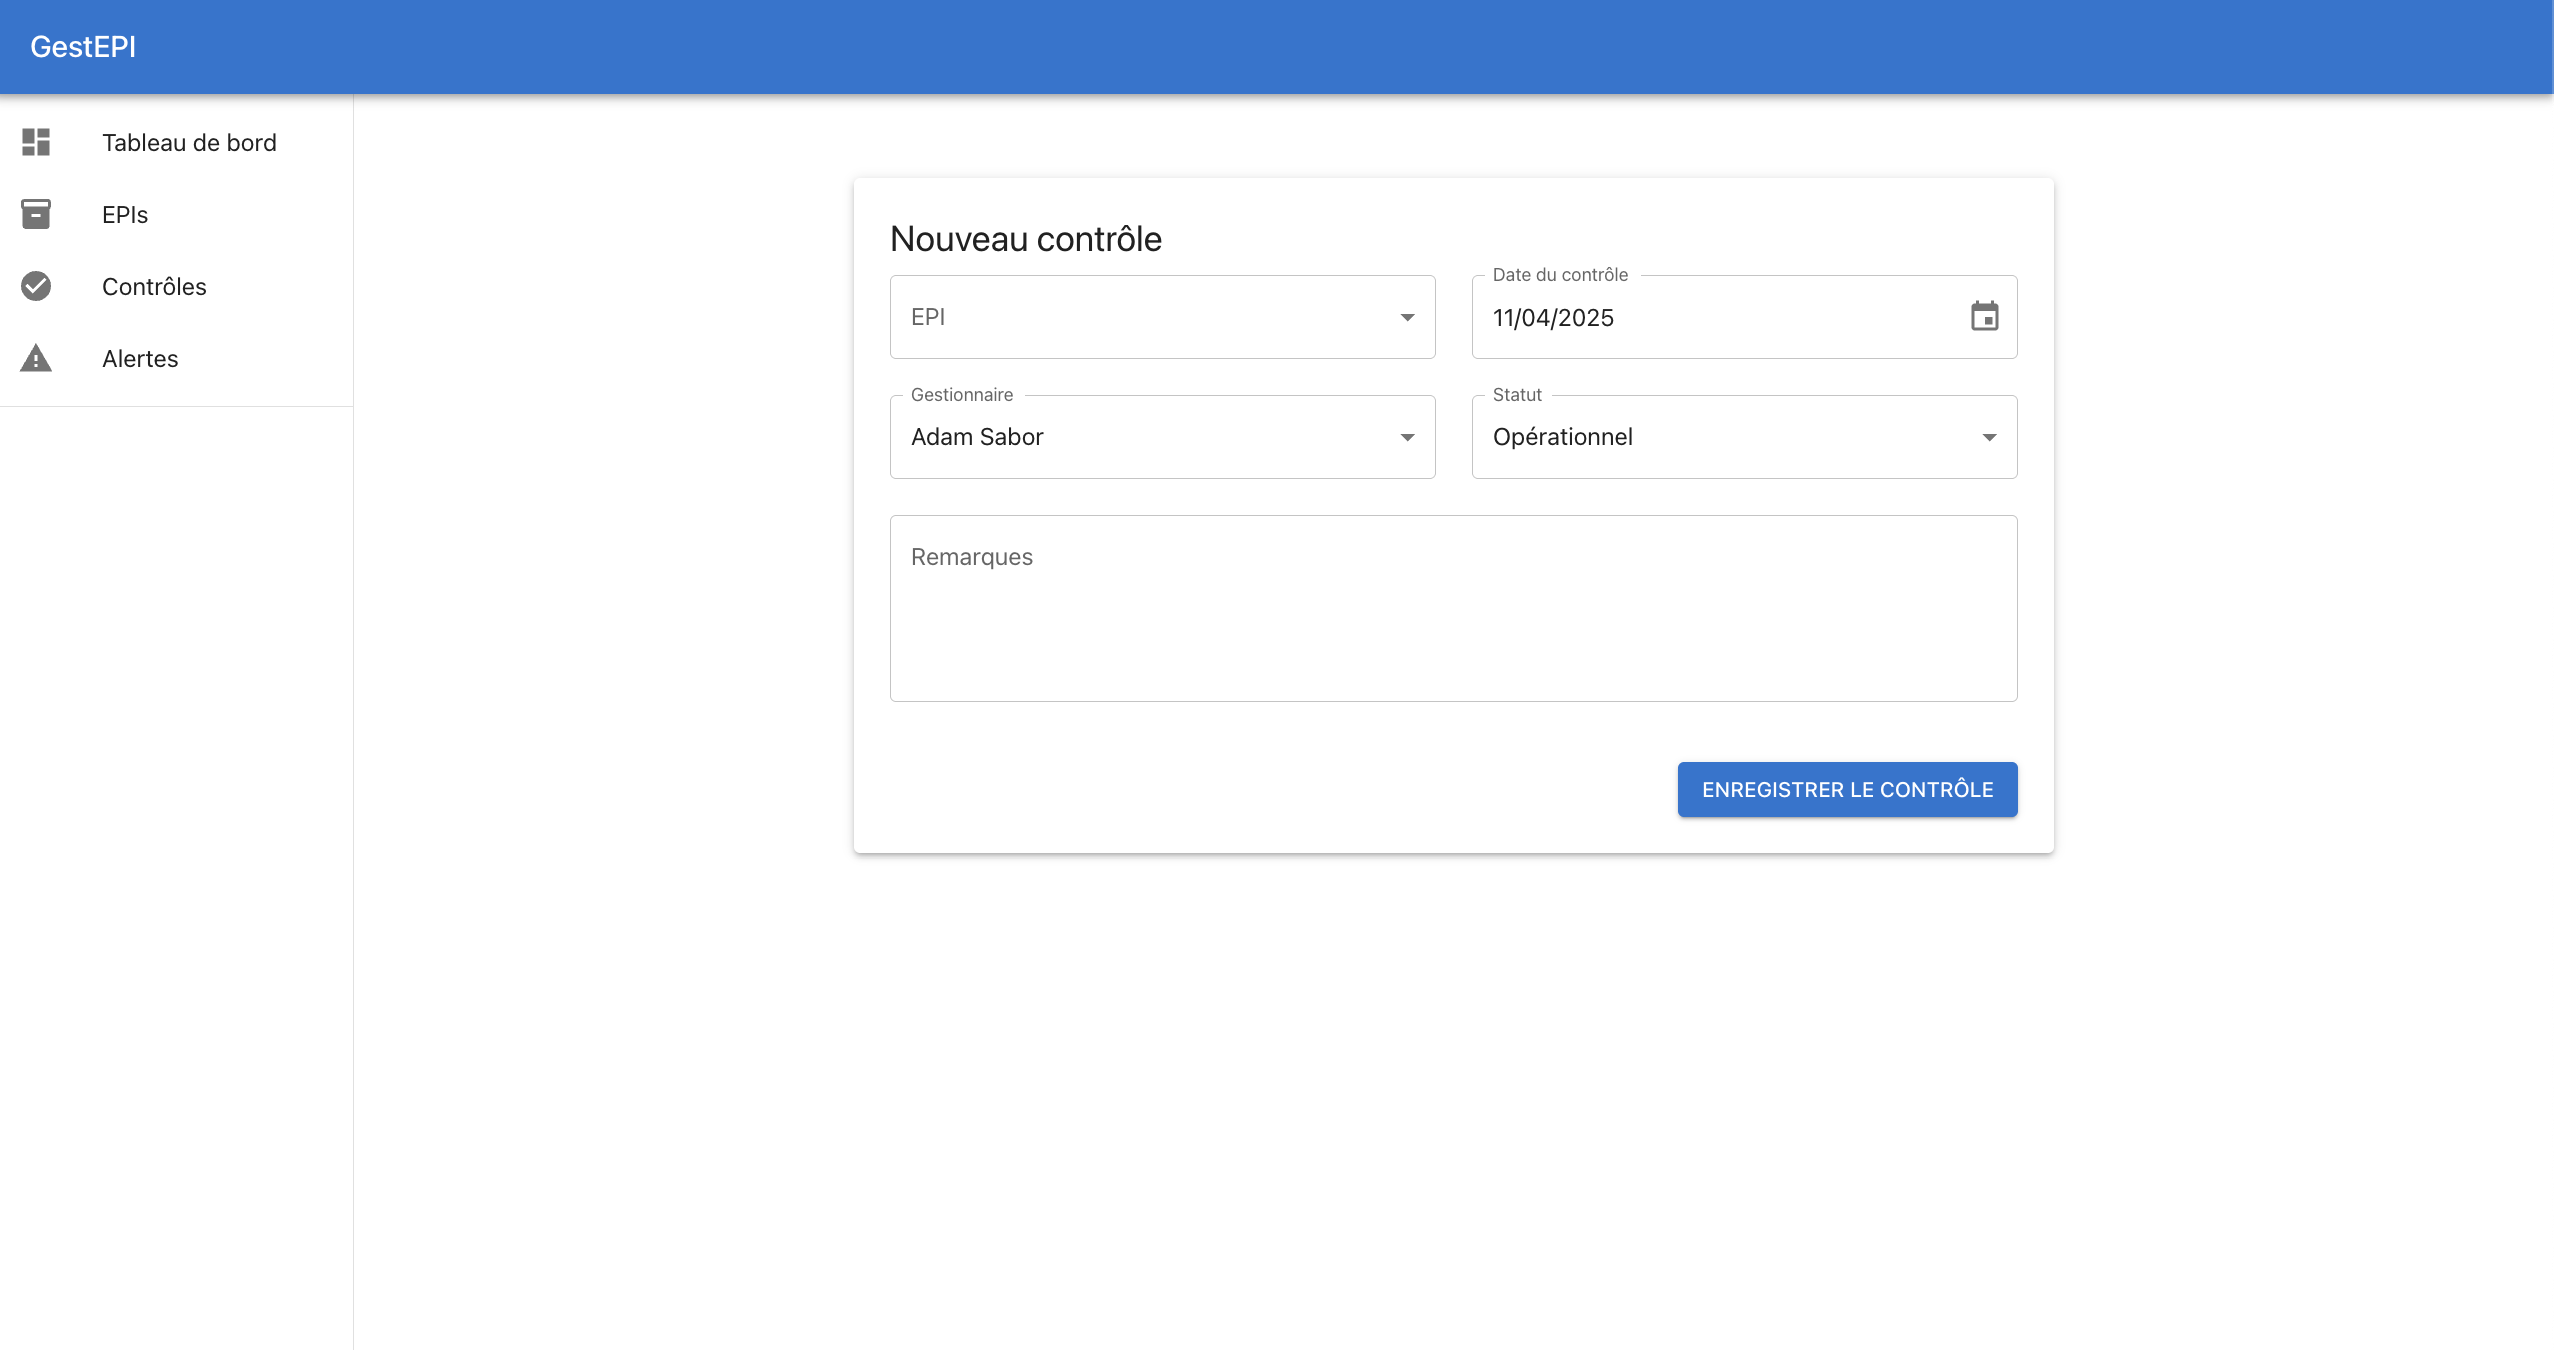 GestEPI
Tableau de bord
EPIs
Contrôles
Alertes
Nouveau contrôle
EPI
Date du contrôle
11/04/2025
Gestionnaire
Adam Sabor
Statut
Opérationnel
Remarques
ENREGISTRER LE CONTRÔLE